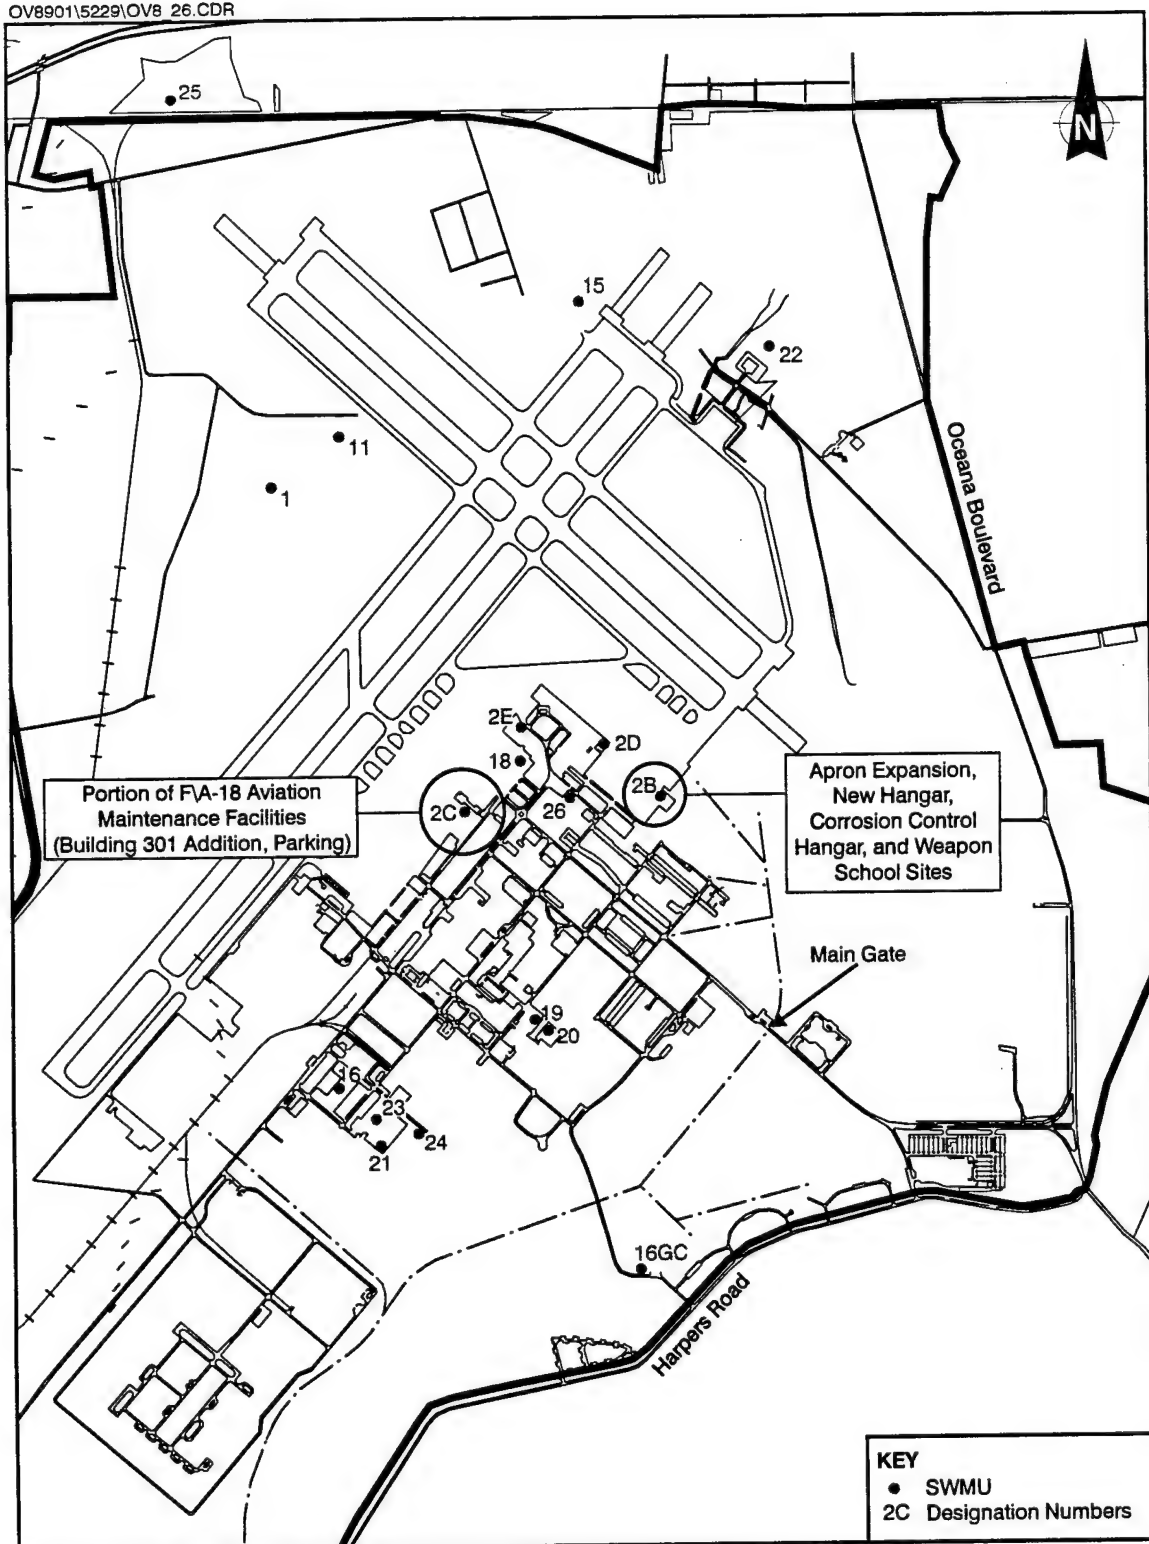 OV8901\5229\OV8_26.CDR
25
N
15
22
11
1
Oceana Boulevard
2E
2D
18
2B
26
2C
Portion of F\A-18 Aviation
Maintenance Facilities
(Building 301 Addition, Parking)
Apron Expansion,
New Hangar,
Corrosion Control
Hangar, and Weapon
School Sites
Main Gate
19
20
16
23
24
21
16GC
Harpers Road
KEY
SWMU
2C Designation Numbers